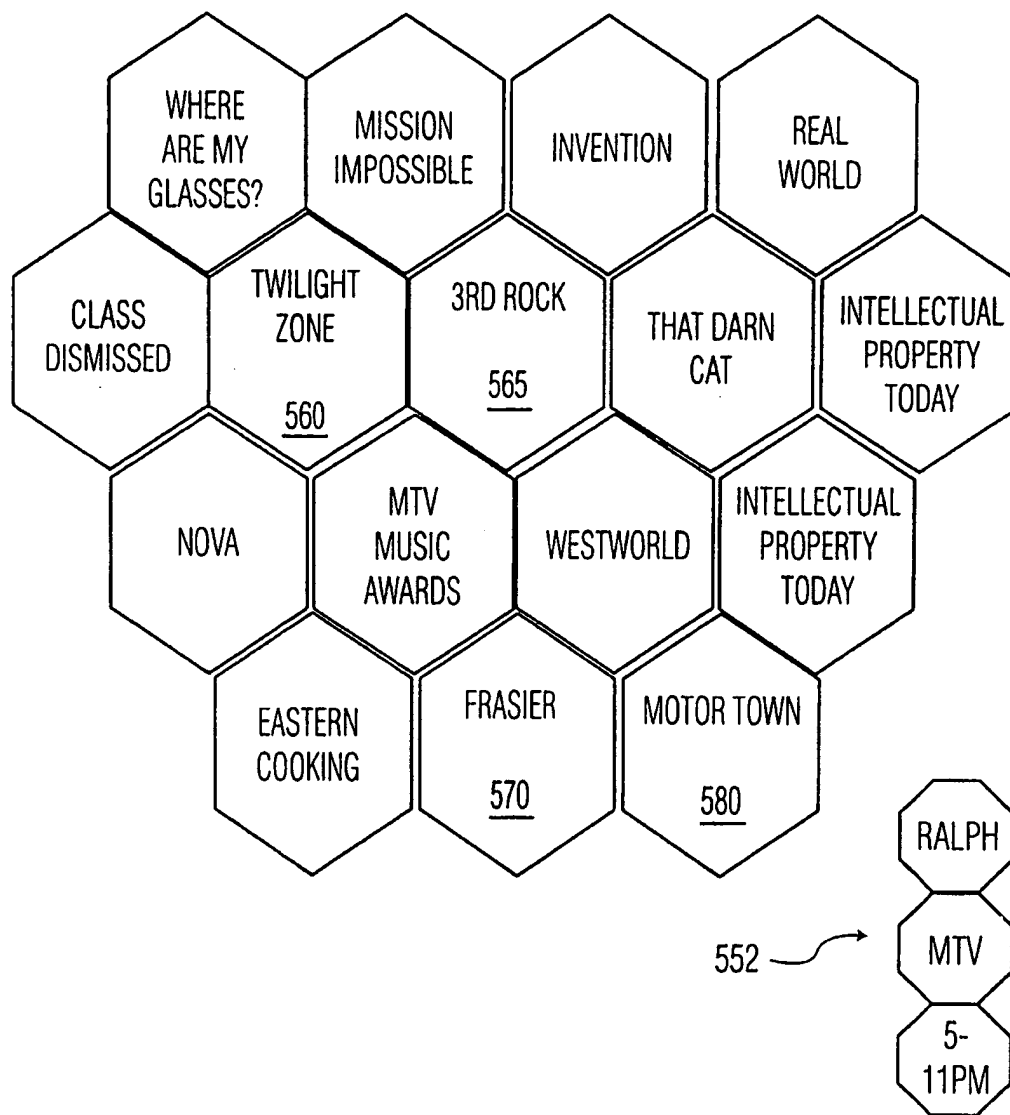 WHERE
ARE MY
GLASSES?
MISSION
IMPOSSIBLE
INVENTION
REAL
WORLD
CLASS
DISMISSED
TWILIGHT
ZONE
560
3RD ROCK
565
THAT DARN
CAT
INTELLECTUAL
PROPERTY
TODAY
NOVA
MTV
MUSIC
AWARDS
WESTWORLD
INTELLECTUAL
PROPERTY
TODAY
EASTERN
COOKING
FRASIER
570
MOTOR TOWN
580
RALPH
552
MTV
5-
11PM